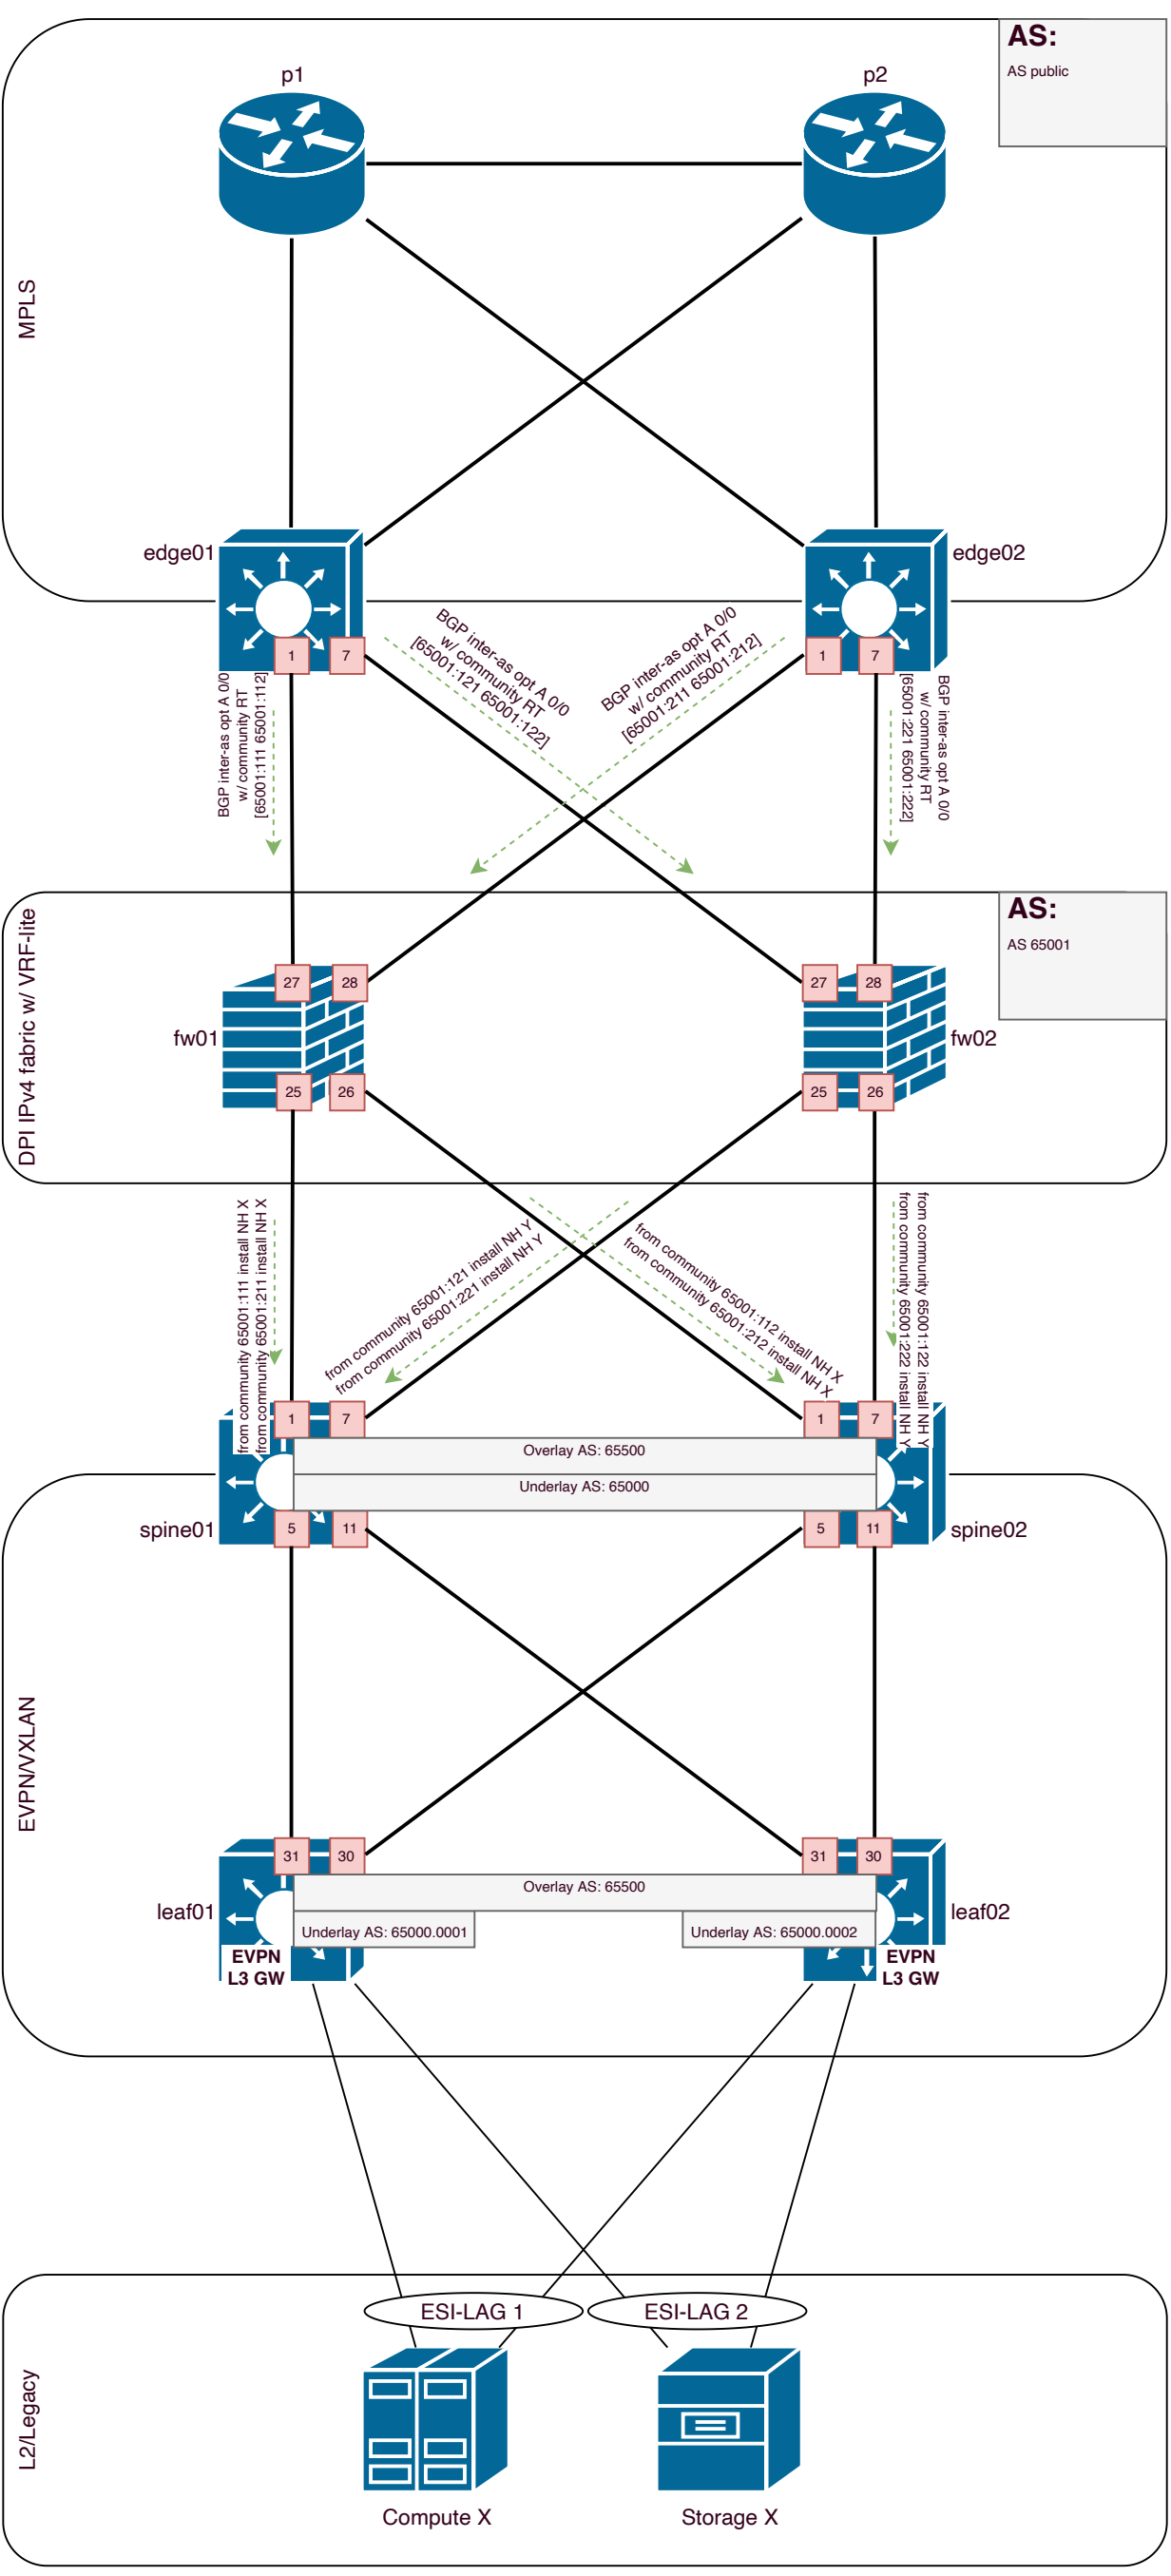 AS:
AS public
p1
p2
MPLS
edge01
edge02
1
7
1
7
BGP inter-as opt A 0/0
w/ community RT
[65001:111 65001:112]
BGP inter-as opt A 0/0
w/ community RT
[65001:121 65001:122]
BGP inter-as opt A 0/0
w/ community RT
[65001:211 65001:212]
BGP inter-as opt A 0/0
w/ community RT
[65001:221 65001:222]
DPI IPv4 fabric w/ VRF-lite
AS:
AS 65001
27
28
27
28
fw01
fw02
25
26
25
26
from community 65001:111 install NH X
from community 65001:211 install NH X
from community 65001:121 install NH Y
from community 65001:221 install NH Y
from community 65001:112 install NH X
from community 65001:212 install NH X
from community 65001:122 install NH Y
from community 65001:222 install NH Y
1
7
1
7
Overlay AS: 65500
Underlay AS: 65000
spine01
5
11
5
11
spine02
EVPN/VXLAN
31
30
31
30
Overlay AS: 65500
leaf01
leaf02
Underlay AS: 65000.0001
Underlay AS: 65000.0002
EVPN
L3 GW
EVPN
L3 GW
L2/Legacy
ESI-LAG 1
ESI-LAG 2
Compute X
Storage X